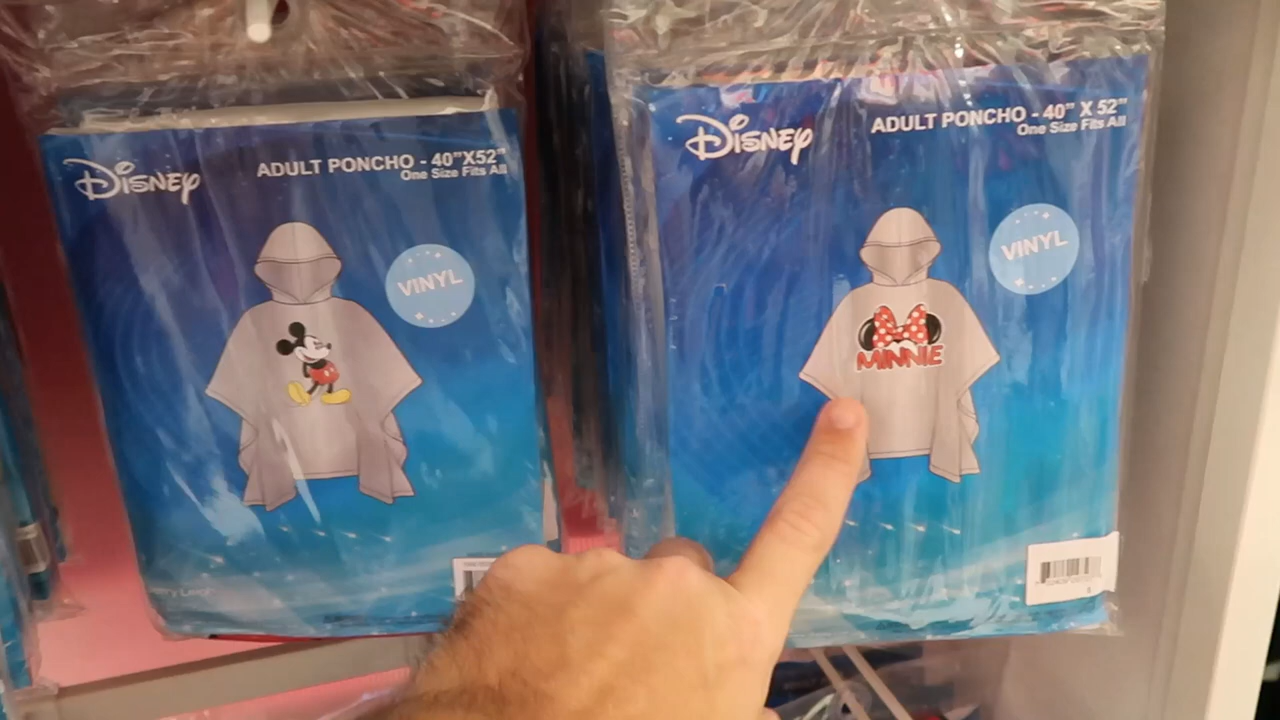 Disney
ADULT PONCHO - 40"X52"
One Size Fits All
VINYL
Disney
ADULT PONCHO - 40" X 52"
One Size Fits All
VINYL
MINNIE